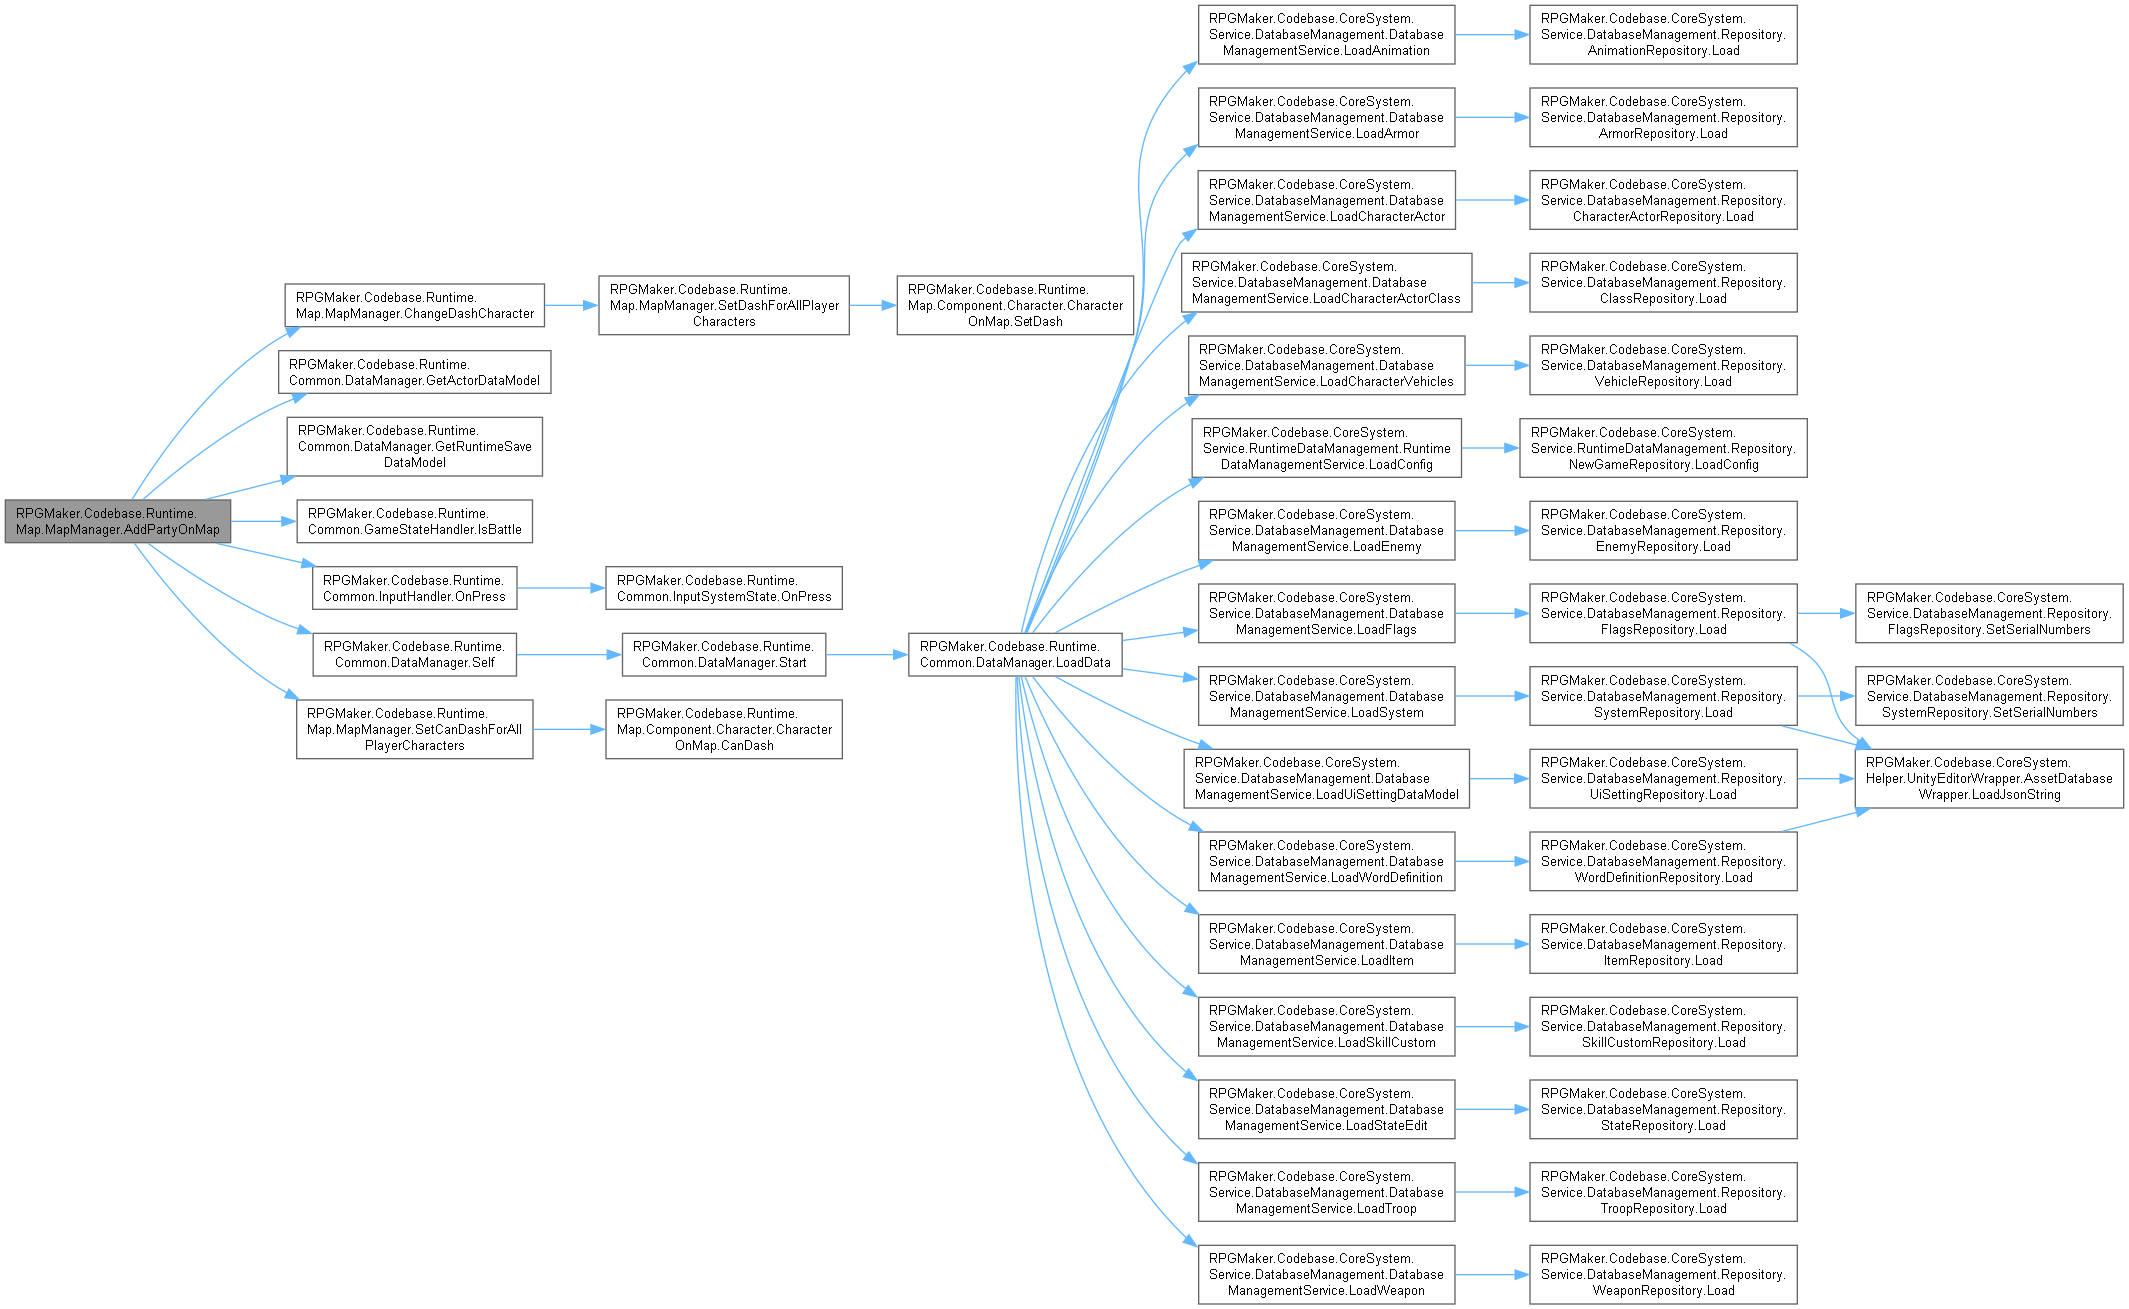 RPGMaker.Codebase.Runtime.
Map.MapManager.AddPartyOnMap
RPGMaker.Codebase.Runtime.
Map.MapManager.ChangeDashCharacter
RPGMaker.Codebase.Runtime.
Common.DataManager.GetActorDataModel
RPGMaker.Codebase.Runtime.
Common.DataManager.GetRuntimeSave
DataModel
RPGMaker.Codebase.Runtime.
Common.GameStateHandler.IsBattle
RPGMaker.Codebase.Runtime.
Common.InputHandler.OnPress
RPGMaker.Codebase.Runtime.
Common.DataManager.Self
RPGMaker.Codebase.Runtime.
Map.MapManager.SetCanDashForAll
PlayerCharacters
RPGMaker.Codebase.Runtime.
Map.MapManager.SetDashForAllPlayer
Characters
RPGMaker.Codebase.Runtime.
Common.InputSystemState.OnPress
RPGMaker.Codebase.Runtime.
Common.DataManager.Start
RPGMaker.Codebase.Runtime.
Map.Component.Character.Character
OnMap.CanDash
RPGMaker.Codebase.Runtime.
Map.Component.Character.Character
OnMap.SetDash
RPGMaker.Codebase.Runtime.
Common.DataManager.LoadData
RPGMaker.Codebase.CoreSystem.
Service.DatabaseManagement.Database
ManagementService.LoadAnimation
RPGMaker.Codebase.CoreSystem.
Service.DatabaseManagement.Database
ManagementService.LoadArmor
RPGMaker.Codebase.CoreSystem.
Service.DatabaseManagement.Database
ManagementService.LoadCharacterActor
RPGMaker.Codebase.CoreSystem.
Service.DatabaseManagement.Database
ManagementService.LoadCharacterActorClass
RPGMaker.Codebase.CoreSystem.
Service.DatabaseManagement.Database
ManagementService.LoadCharacterVehicles
RPGMaker.Codebase.CoreSystem.
Service.RuntimeDataManagement.Runtime
DataManagementService.LoadConfig
RPGMaker.Codebase.CoreSystem.
Service.DatabaseManagement.Database
ManagementService.LoadEnemy
RPGMaker.Codebase.CoreSystem.
Service.DatabaseManagement.Database
ManagementService.LoadFlags
RPGMaker.Codebase.CoreSystem.
Service.DatabaseManagement.Database
ManagementService.LoadSystem
RPGMaker.Codebase.CoreSystem.
Service.DatabaseManagement.Database
ManagementService.LoadUiSettingDataModel
RPGMaker.Codebase.CoreSystem.
Service.DatabaseManagement.Database
ManagementService.LoadWordDefinition
RPGMaker.Codebase.CoreSystem.
Service.DatabaseManagement.Database
ManagementService.LoadItem
RPGMaker.Codebase.CoreSystem.
Service.DatabaseManagement.Database
ManagementService.LoadSkillCustom
RPGMaker.Codebase.CoreSystem.
Service.DatabaseManagement.Database
ManagementService.LoadStateEdit
RPGMaker.Codebase.CoreSystem.
Service.DatabaseManagement.Database
ManagementService.LoadTroop
RPGMaker.Codebase.CoreSystem.
Service.DatabaseManagement.Database
ManagementService.LoadWeapon
RPGMaker.Codebase.CoreSystem.
Service.DatabaseManagement.Repository.
AnimationRepository.Load
RPGMaker.Codebase.CoreSystem.
Service.DatabaseManagement.Repository.
ArmorRepository.Load
RPGMaker.Codebase.CoreSystem.
Service.DatabaseManagement.Repository.
CharacterActorRepository.Load
RPGMaker.Codebase.CoreSystem.
Service.DatabaseManagement.Repository.
ClassRepository.Load
RPGMaker.Codebase.CoreSystem.
Service.DatabaseManagement.Repository.
VehicleRepository.Load
RPGMaker.Codebase.CoreSystem.
Service.RuntimeDataManagement.Repository.
NewGameRepository.LoadConfig
RPGMaker.Codebase.CoreSystem.
Service.DatabaseManagement.Repository.
EnemyRepository.Load
RPGMaker.Codebase.CoreSystem.
Service.DatabaseManagement.Repository.
FlagsRepository.Load
RPGMaker.Codebase.CoreSystem.
Service.DatabaseManagement.Repository.
SystemRepository.Load
RPGMaker.Codebase.CoreSystem.
Service.DatabaseManagement.Repository.
UiSettingRepository.Load
RPGMaker.Codebase.CoreSystem.
Service.DatabaseManagement.Repository.
WordDefinitionRepository.Load
RPGMaker.Codebase.CoreSystem.
Service.DatabaseManagement.Repository.
ItemRepository.Load
RPGMaker.Codebase.CoreSystem.
Service.DatabaseManagement.Repository.
SkillCustomRepository.Load
RPGMaker.Codebase.CoreSystem.
Service.DatabaseManagement.Repository.
StateRepository.Load
RPGMaker.Codebase.CoreSystem.
Service.DatabaseManagement.Repository.
TroopRepository.Load
RPGMaker.Codebase.CoreSystem.
Service.DatabaseManagement.Repository.
WeaponRepository.Load
RPGMaker.Codebase.CoreSystem.
Service.DatabaseManagement.Repository.
FlagsRepository.SetSerialNumbers
RPGMaker.Codebase.CoreSystem.
Service.DatabaseManagement.Repository.
SystemRepository.SetSerialNumbers
RPGMaker.Codebase.CoreSystem.
Helper.UnityEditorWrapper.AssetDatabase
Wrapper.LoadJsonString